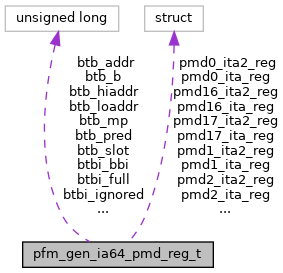 unsigned long
struct
btb_addr
btb_b
btb_hiaddr
btb_loaddr
btb_mp
btb_pred
btb_slot
btbi_bbi
btbi_full
btbi_ignored
...
pmd0_ita2_reg
pmd0_ita_reg
pmd16_ita2_reg
pmd16_ita_reg
pmd17_ita2_reg
pmd17_ita_reg
pmd1_ita2_reg
pmd1_ita_reg
pmd2_ita2_reg
pmd2_ita_reg
...
pfm_gen_ia64_pmd_reg_t